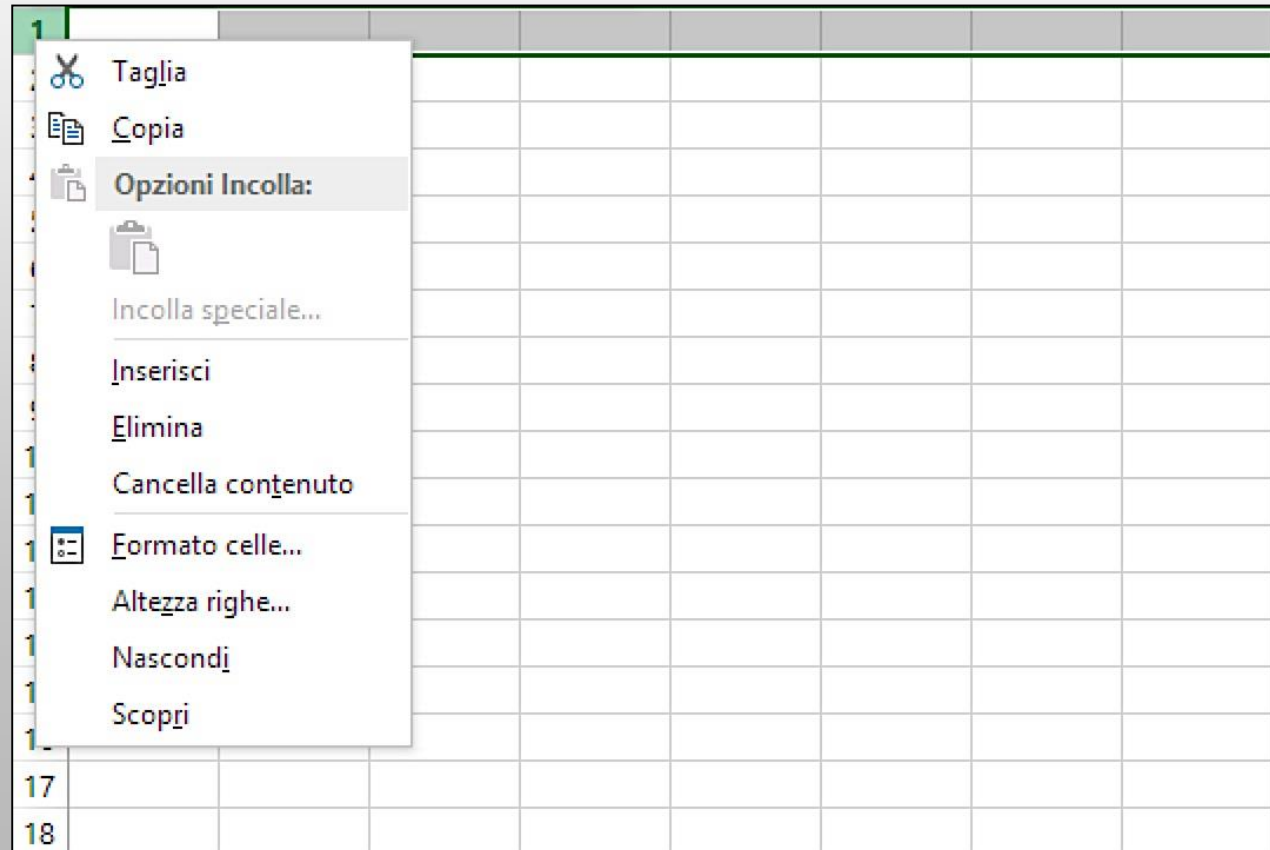 1
Taglia
Copia
Opzioni Incolla:
Incolla speciale...
Inserisci
Elimina
Cancella contenuto
Formato celle...
Altezza righe...
Nascondi
Scopri
17
18